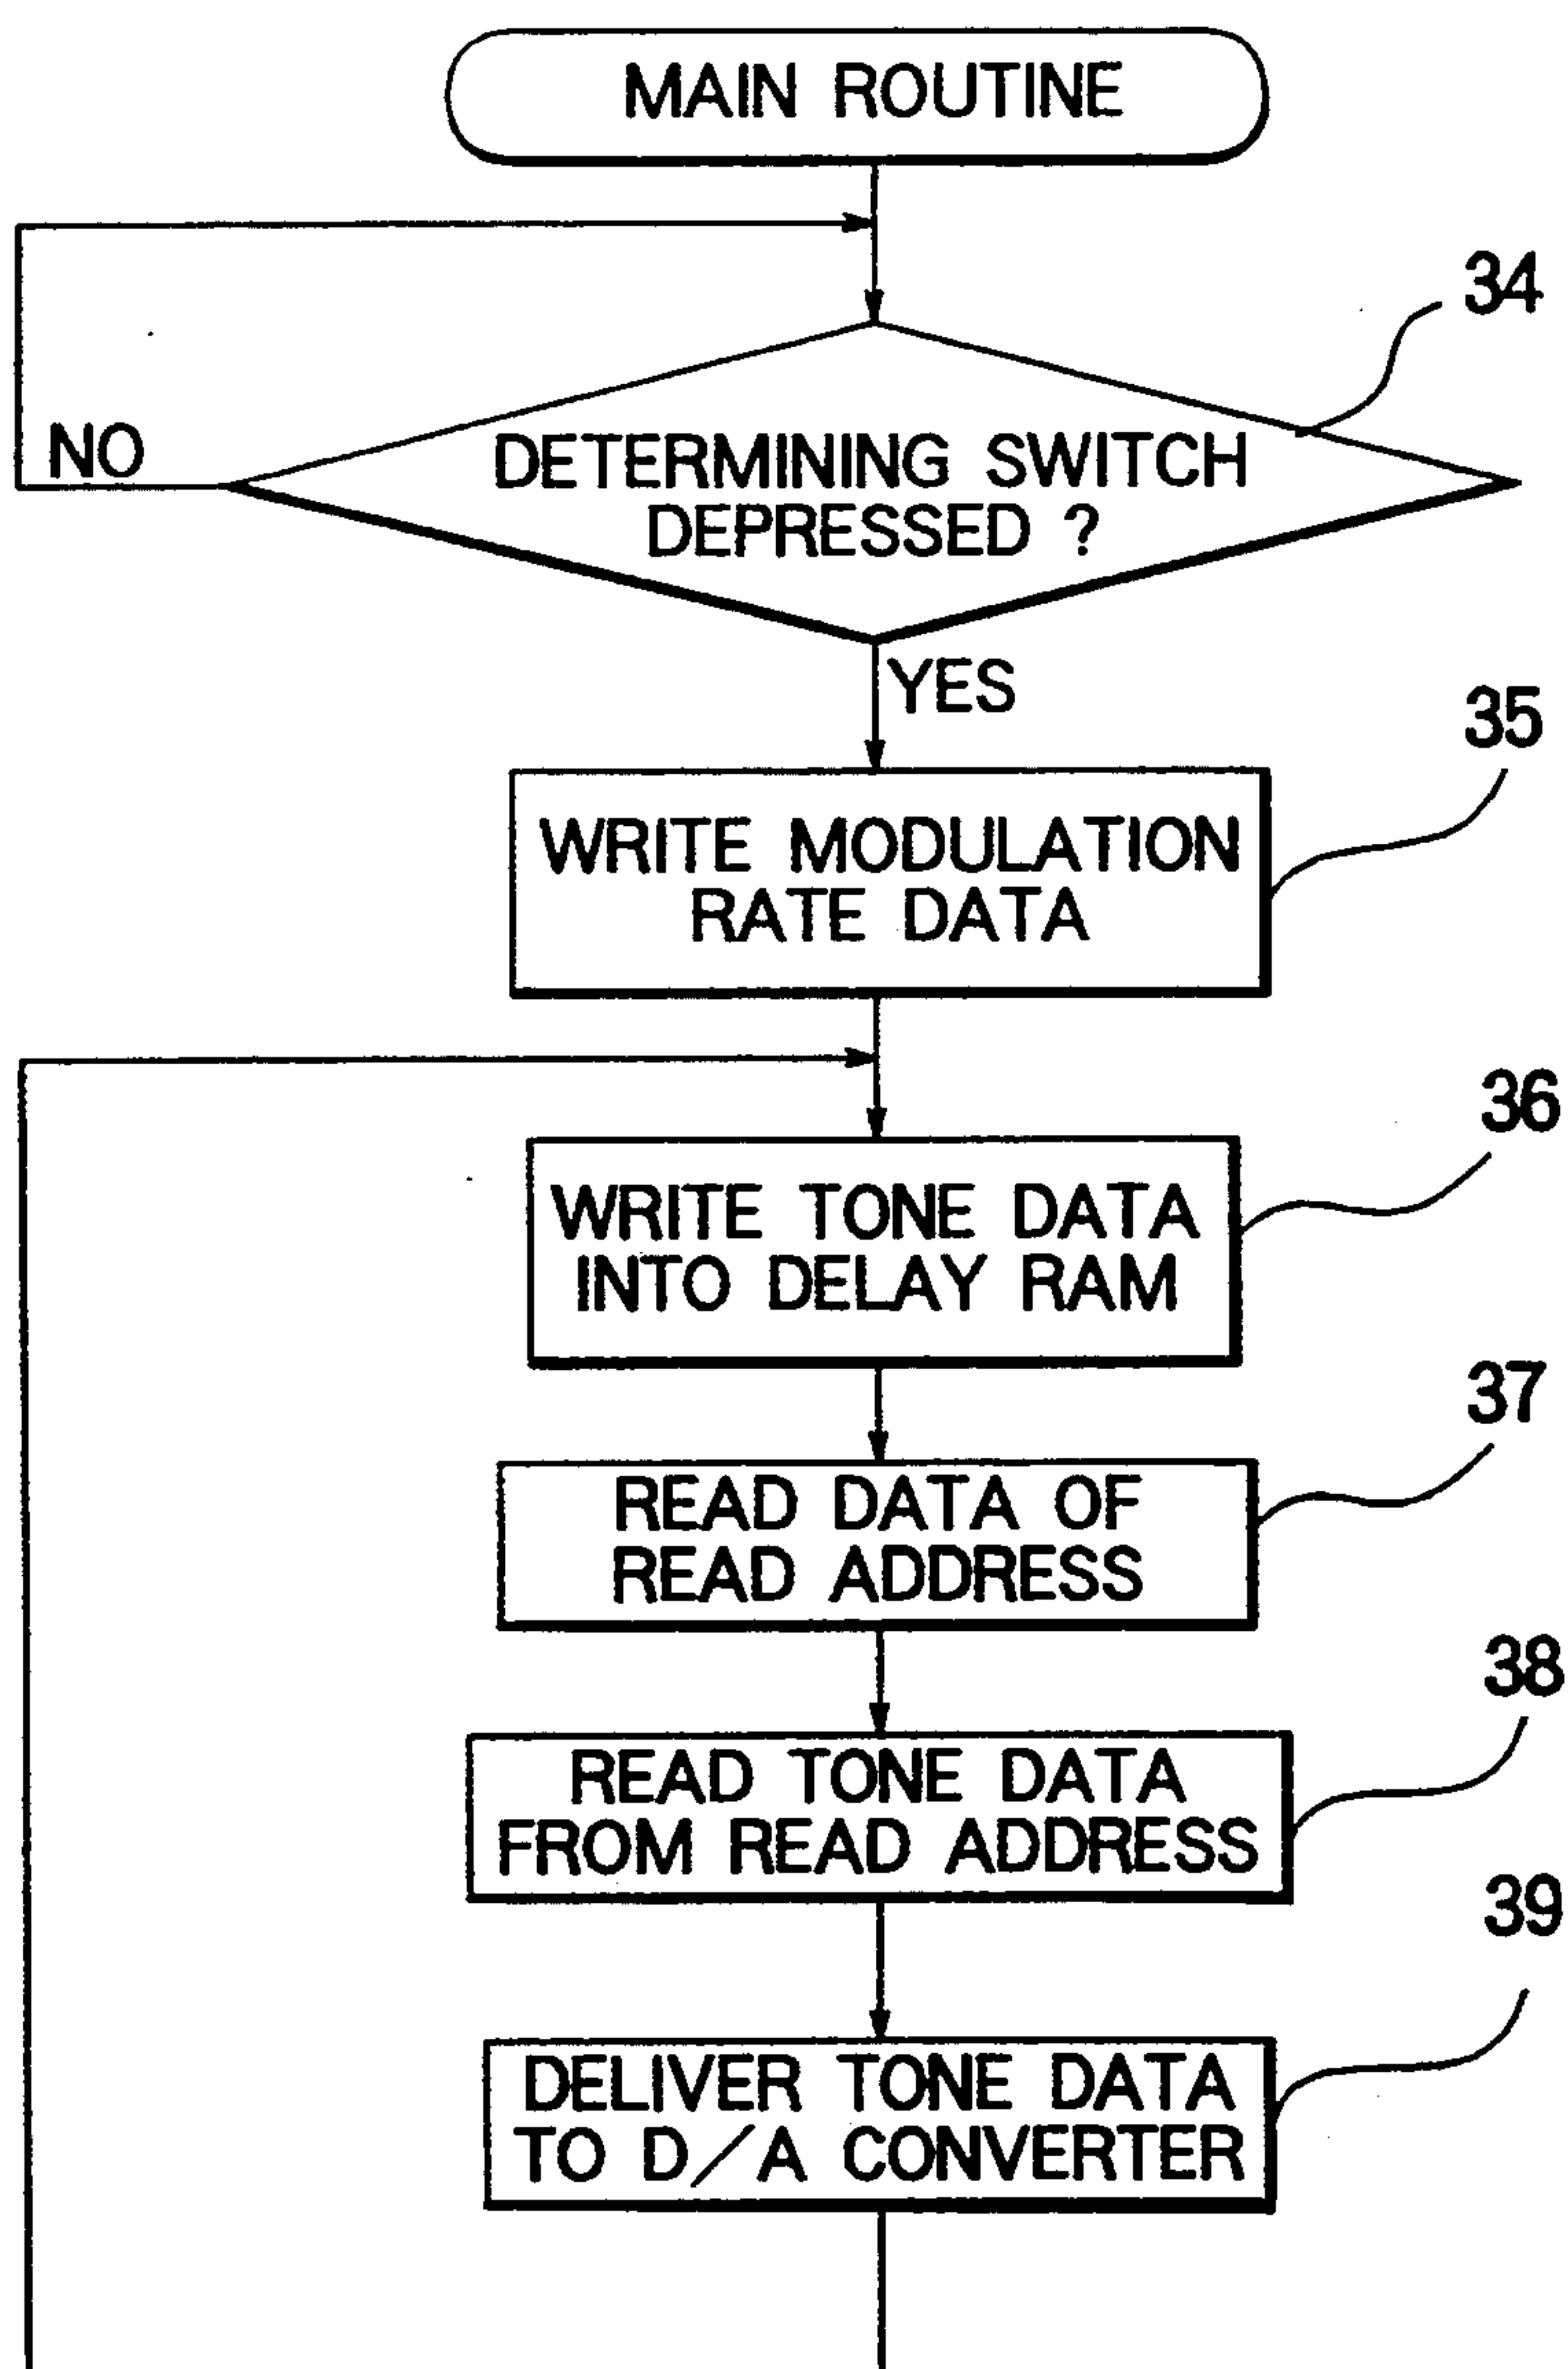 MAIN ROUTINE
34
NO
DETERMINING SWITCH
DEPRESSED ?
YES
35
WRITE MODULATION
RATE DATA
36
WRITE TONE DATA
INTO DELAY RAM
37
READ DATA OF
READ ADDRESS
38
READ TONE DATA
FROM READ ADDRESS
39
DELIVER TONE DATA
TO D/A CONVERTER